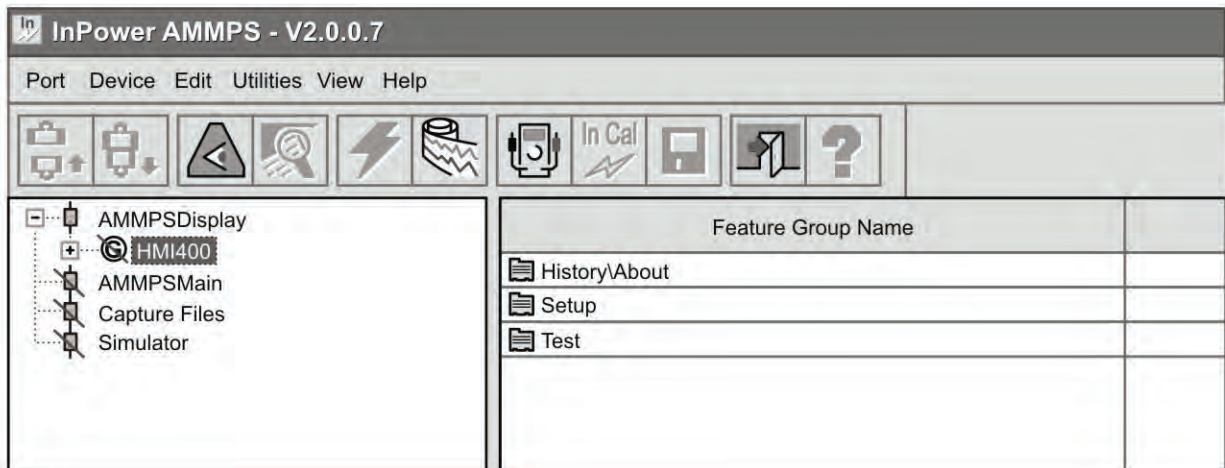 In
InPower AMMPS - V2.0.0.7
Port Device Edit Utilities View Help
In Cal
?
AMMPSDisplay
HMI400
AMMPSMain
Capture Files
Simulator
Feature Group Name
History\About
Setup
Test